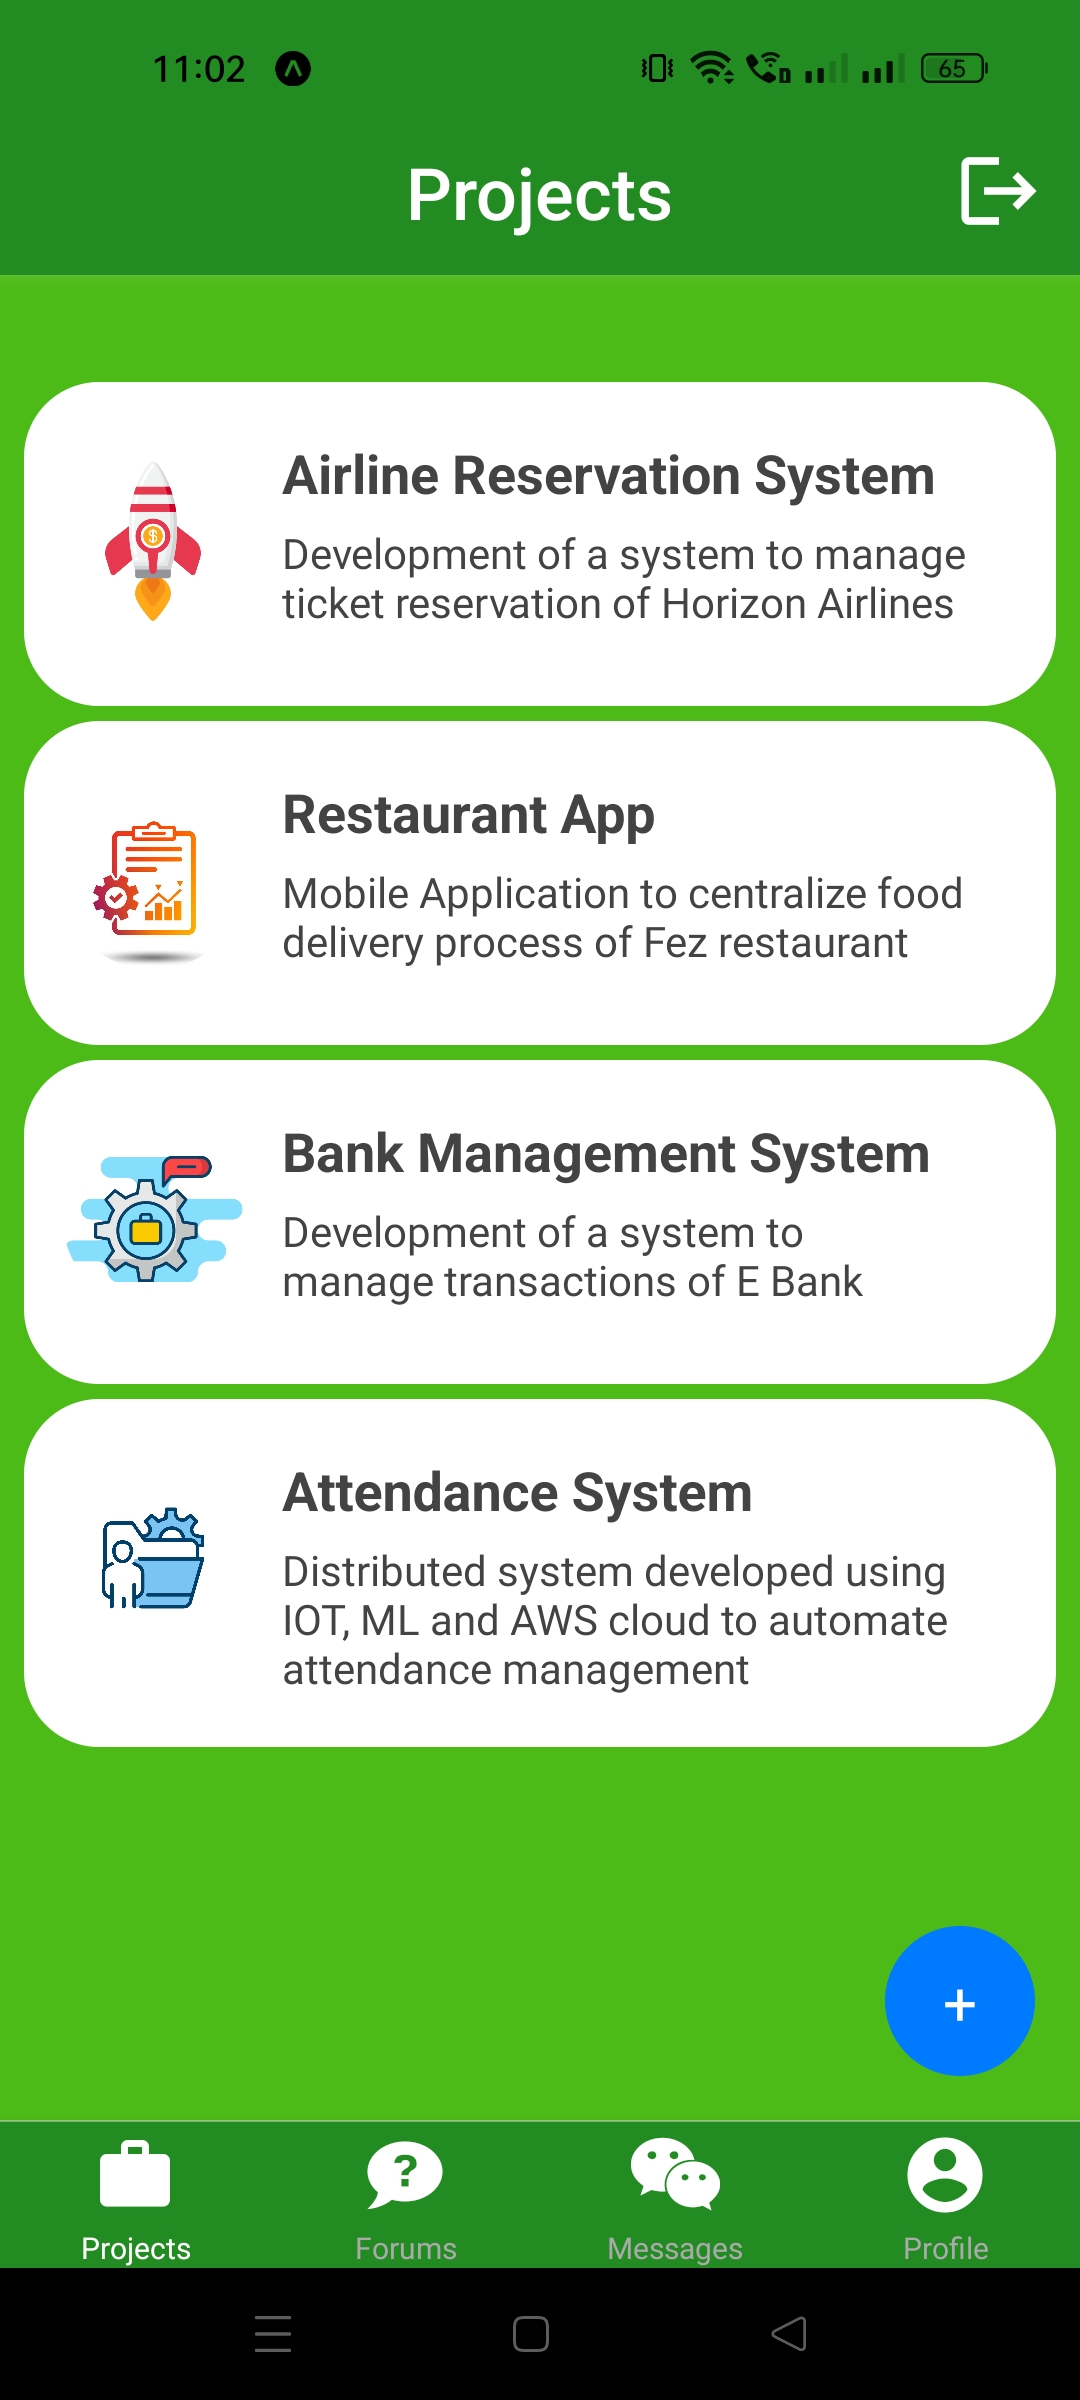 11:02
65
Projects
Airline Reservation System
Development of a system to manage
ticket reservation of Horizon Airlines
Restaurant App
Mobile Application to centralize food
delivery process of Fez restaurant
Bank Management System
Development of a system to
manage transactions of E Bank
Attendance System
Distributed system developed using
IOT, ML and AWS cloud to automate
attendance management
+
Projects
Forums
Messages
Profile